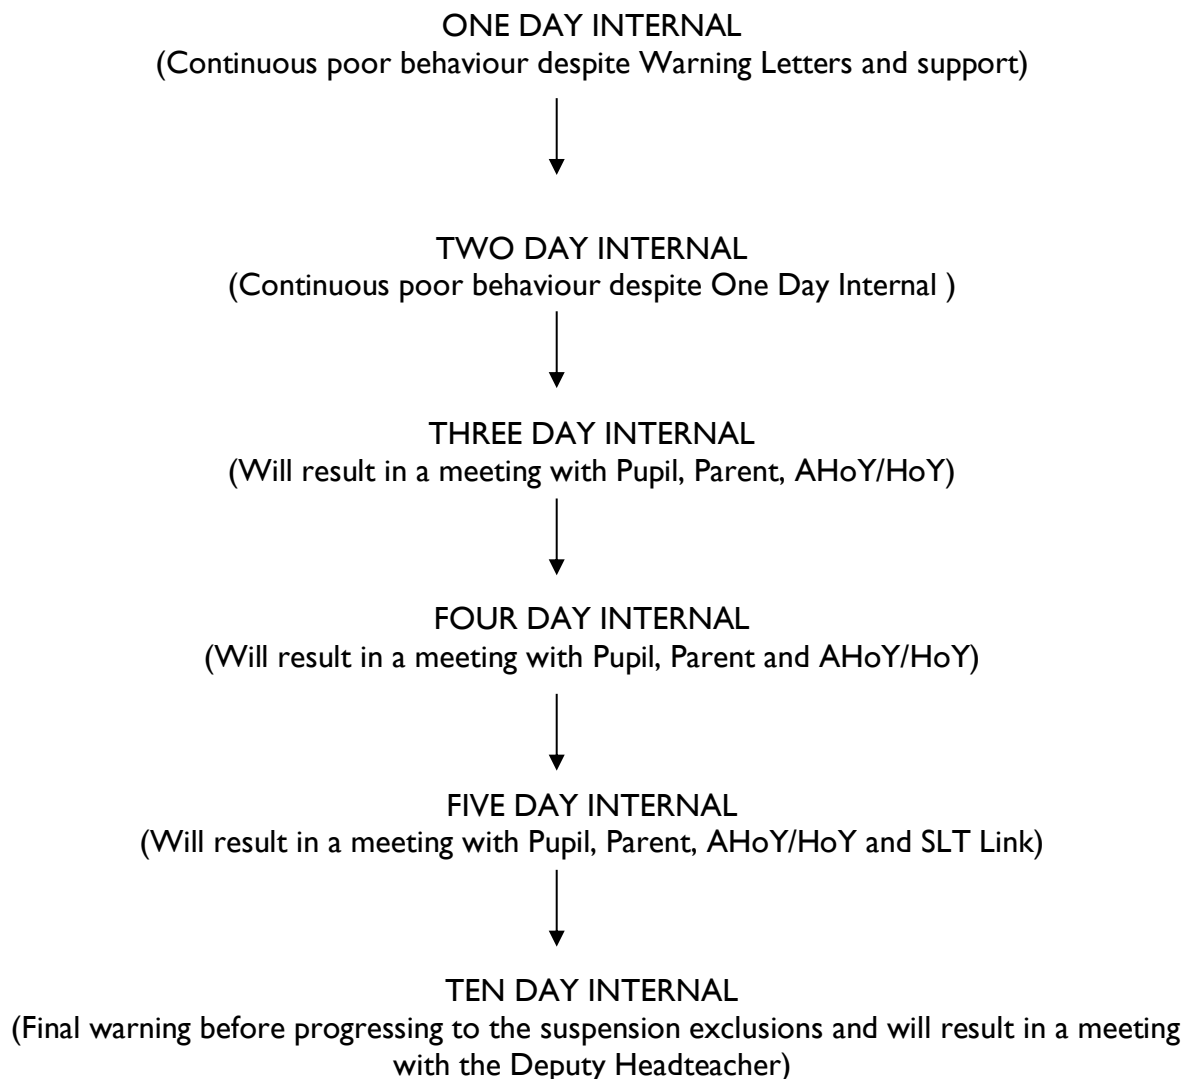 ONE DAY INTERNAL
(Continuous poor behaviour despite Warning Letters and support)
TWO DAY INTERNAL
(Continuous poor behaviour despite One Day Internal )
THREE DAY INTERNAL
(Will result in a meeting with Pupil, Parent, AHoY/HoY)
FOUR DAY INTERNAL
(Will result in a meeting with Pupil, Parent and AHoY/HoY)
FIVE DAY INTERNAL
(Will result in a meeting with Pupil, Parent, AHoY/HoY and SLT Link)
TEN DAY INTERNAL
(Final warning before progressing to the suspension exclusions and will result in a meeting
with the Deputy Headteacher)